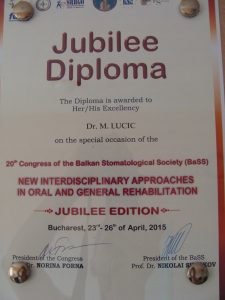 Jubilee
Diploma
The Diploma is awarded to
Her/His Excellency
Dr. M. LUCIC
on the special occasion of the
20th Congress of the Balkan Stomatological Society (BaSS)
NEW INTERDISCIPLINARY APPROACHES
IN ORAL AND GENERAL REHABILITATION
JUBILEE EDITION
Bucharest, 23rd- 26th of April, 2015
President of the Congress
President of the BaSS
Dr. NORINA FORNA
Prof. Dr. NIKOLAI